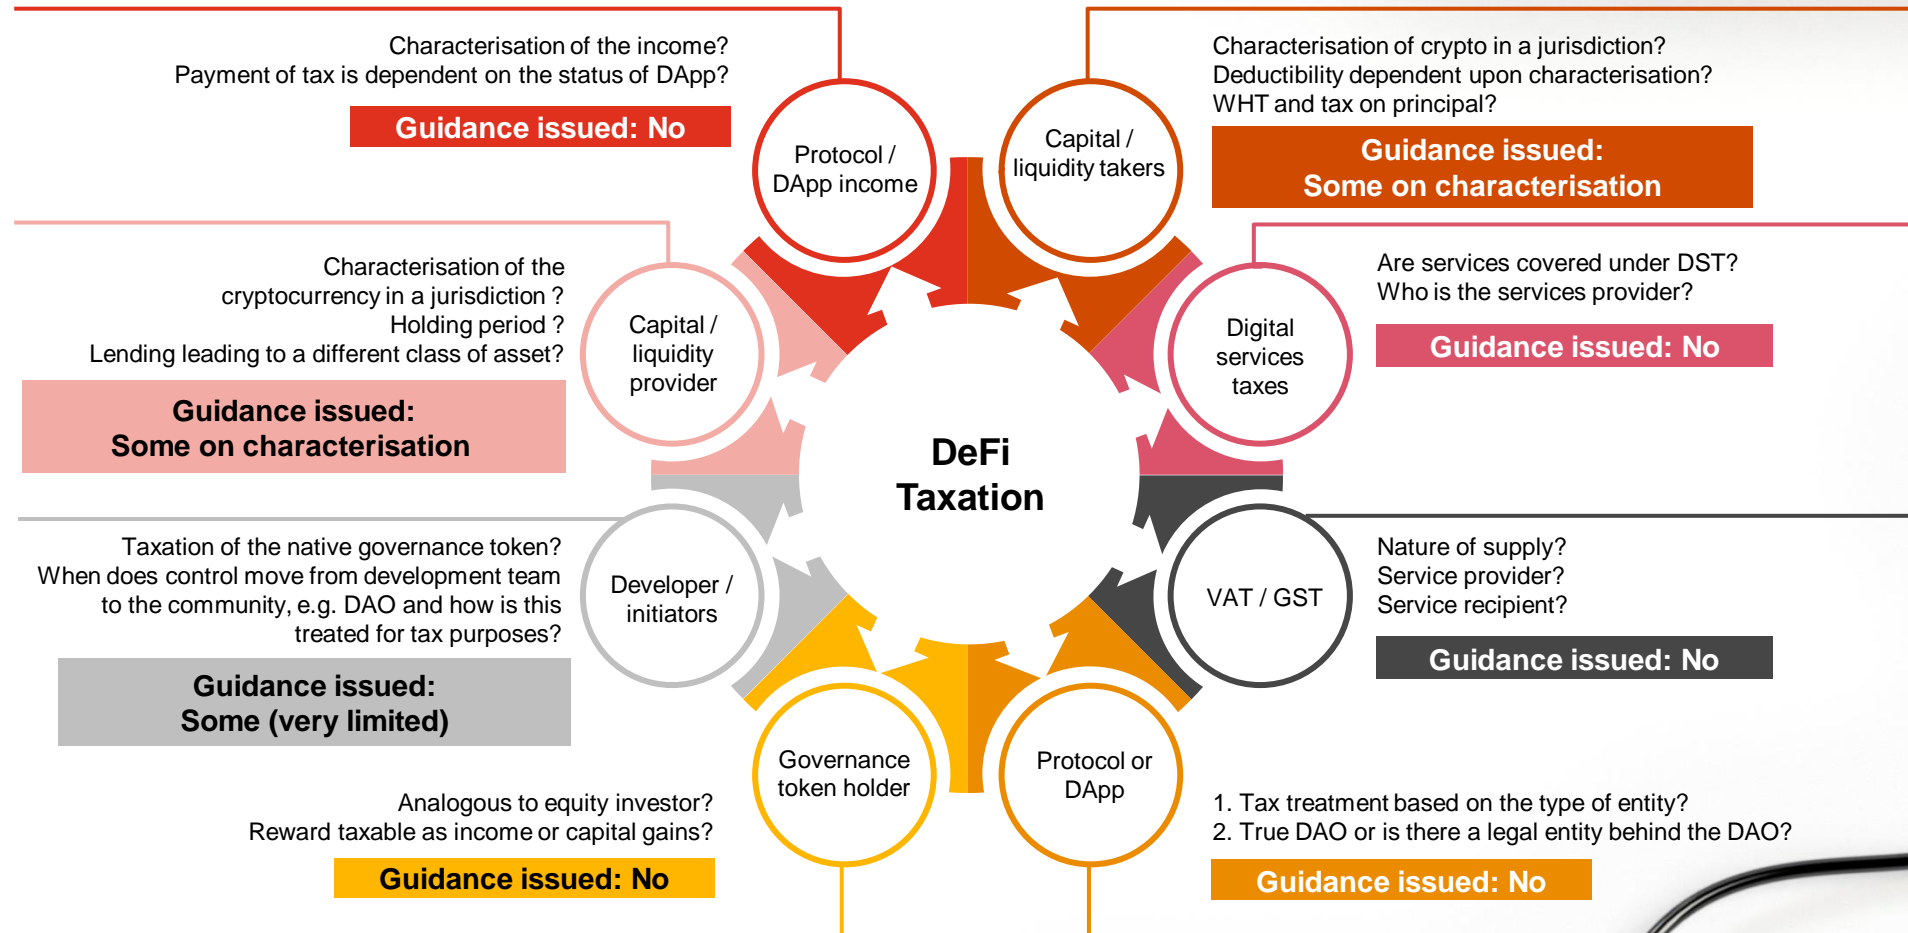 Characterisation of the income?
Payment of tax is dependent on the status of DApp?
Guidance issued: No
Protocol /
DApp income
Capital /
liquidity takers
Characterisation of crypto in a jurisdiction?
Deductibility dependent upon characterisation?
WHT and tax on principal?
Guidance issued:
Some on characterisation
Characterisation of the
cryptocurrency in a jurisdiction ?
Holding period ?
Lending leading to a different class of asset?
Guidance issued:
Some on characterisation
Capital /
liquidity
provider
Digital
services
taxes
Are services covered under DST?
Who is the services provider?
Guidance issued: No
DeFi
Taxation
Taxation of the native governance token?
When does control move from development team
to the community, e.g. DAO and how is this
treated for tax purposes?
Guidance issued:
Some (very limited)
Developer /
initiators
VAT / GST
Nature of supply?
Service provider?
Service recipient?
Guidance issued: No
Analogous to equity investor?
Reward taxable as income or capital gains?
Guidance issued: No
Governance
token holder
Protocol or
DApp
1. Tax treatment based on the type of entity?
2. True DAO or is there a legal entity behind the DAO?
Guidance issued: No